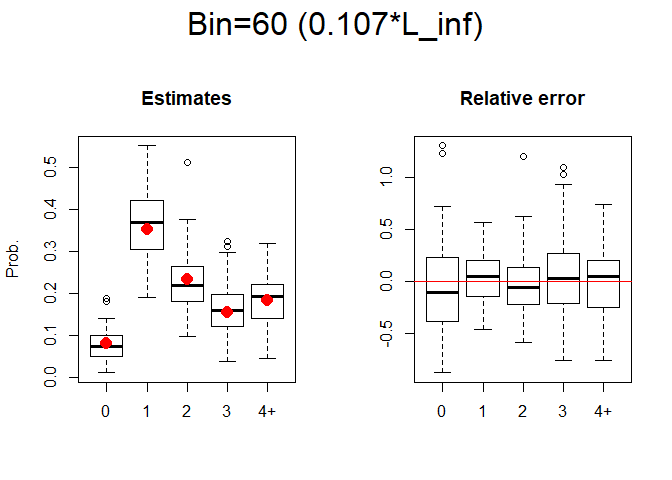 Bin=60 (0.107*L_inf)
Estimates
Relative error
Prob.
0.5
0.4
0.3
0.2
0.1
0.0
0 1 2 3 4+
1.0
0.5
0.0
−0.5
0 1 2 3 4+